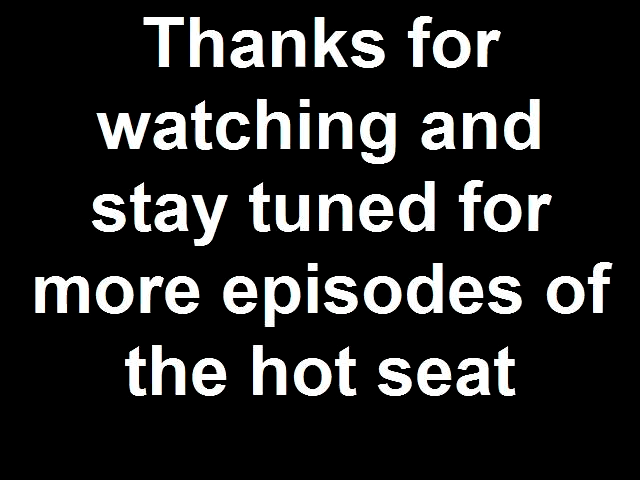 Thanks for
watching and
stay tuned for
more episodes of
the hot seat